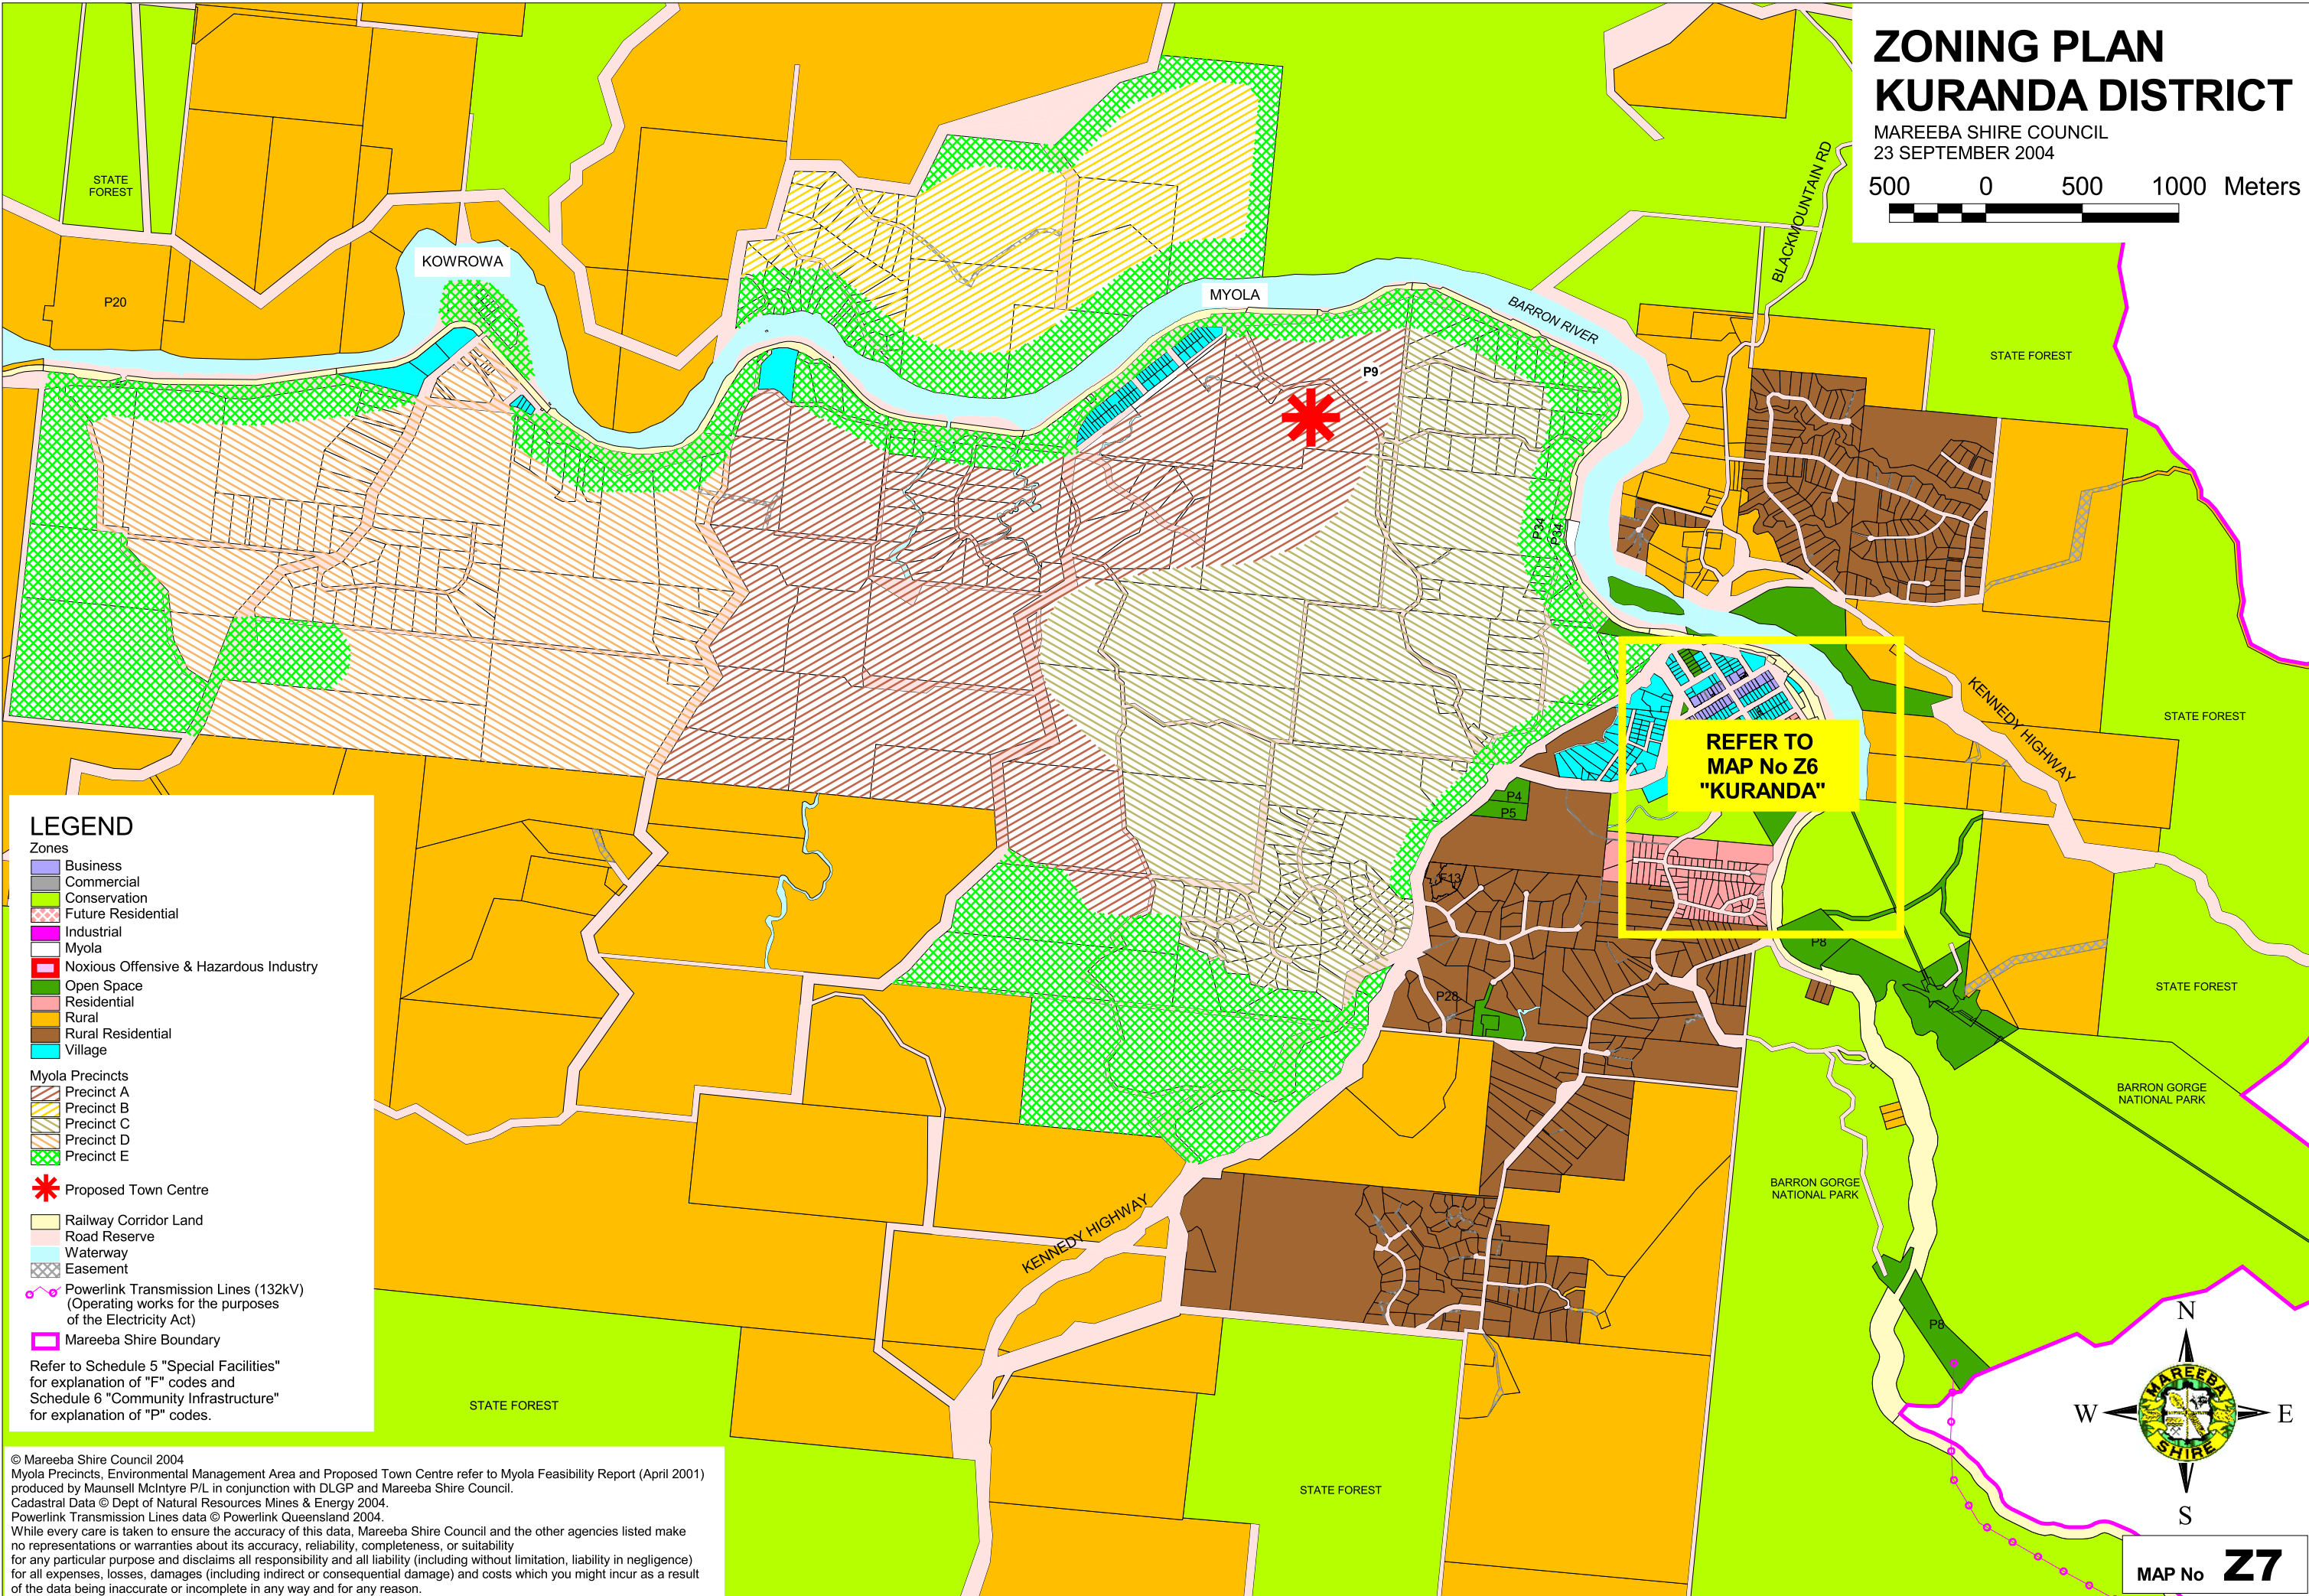 ZONING PLAN
KURANDA DISTRICT
MAREEBA SHIRE COUNCIL
23 SEPTEMBER 2004
500 0 500 1000 Meters
BLACKMOUNTAIN RD
STATE
FOREST
KOWROWA
P20
MYOLA
BARRON RIVER
STATE FOREST
P9
P34
P34
KENNEDY HIGHWAY
STATE FOREST
REFER TO
MAP No Z6
"KURANDA"
P4
P5
F13
P8
P28
STATE FOREST
BARRON GORGE
NATIONAL PARK
BARRON GORGE
NATIONAL PARK
KENNEDY HIGHWAY
P8
STATE FOREST
STATE FOREST
LEGEND
Zones
Business
Commercial
Conservation
Future Residential
Industrial
Myola
Noxious Offensive & Hazardous Industry
Open Space
Residential
Rural
Rural Residential
Village
Myola Precincts
Precinct A
Precinct B
Precinct C
Precinct D
Precinct E
Proposed Town Centre
Railway Corridor Land
Road Reserve
Waterway
Easement
Powerlink Transmission Lines (132kV)
(Operating works for the purposes
of the Electricity Act)
Mareeba Shire Boundary
Refer to Schedule 5 "Special Facilities"
for explanation of "F" codes and
Schedule 6 "Community Infrastructure"
for explanation of "P" codes.
© Mareeba Shire Council 2004
Myola Precincts, Environmental Management Area and Proposed Town Centre refer to Myola Feasibility Report (April 2001)
produced by Maunsell McIntyre P/L in conjunction with DLGP and Mareeba Shire Council.
Cadastral Data © Dept of Natural Resources Mines & Energy 2004.
Powerlink Transmission Lines data © Powerlink Queensland 2004.
While every care is taken to ensure the accuracy of this data, Mareeba Shire Council and the other agencies listed make
no representations or warranties about its accuracy, reliability, completeness, or suitability
for any particular purpose and disclaims all responsibility and all liability (including without limitation, liability in negligence)
for all expenses, losses, damages (including indirect or consequential damage) and costs which you might incur as a result
of the data being inaccurate or incomplete in any way and for any reason.
N
W
E
S
MAREEBA
SHIRE
MAP No Z7